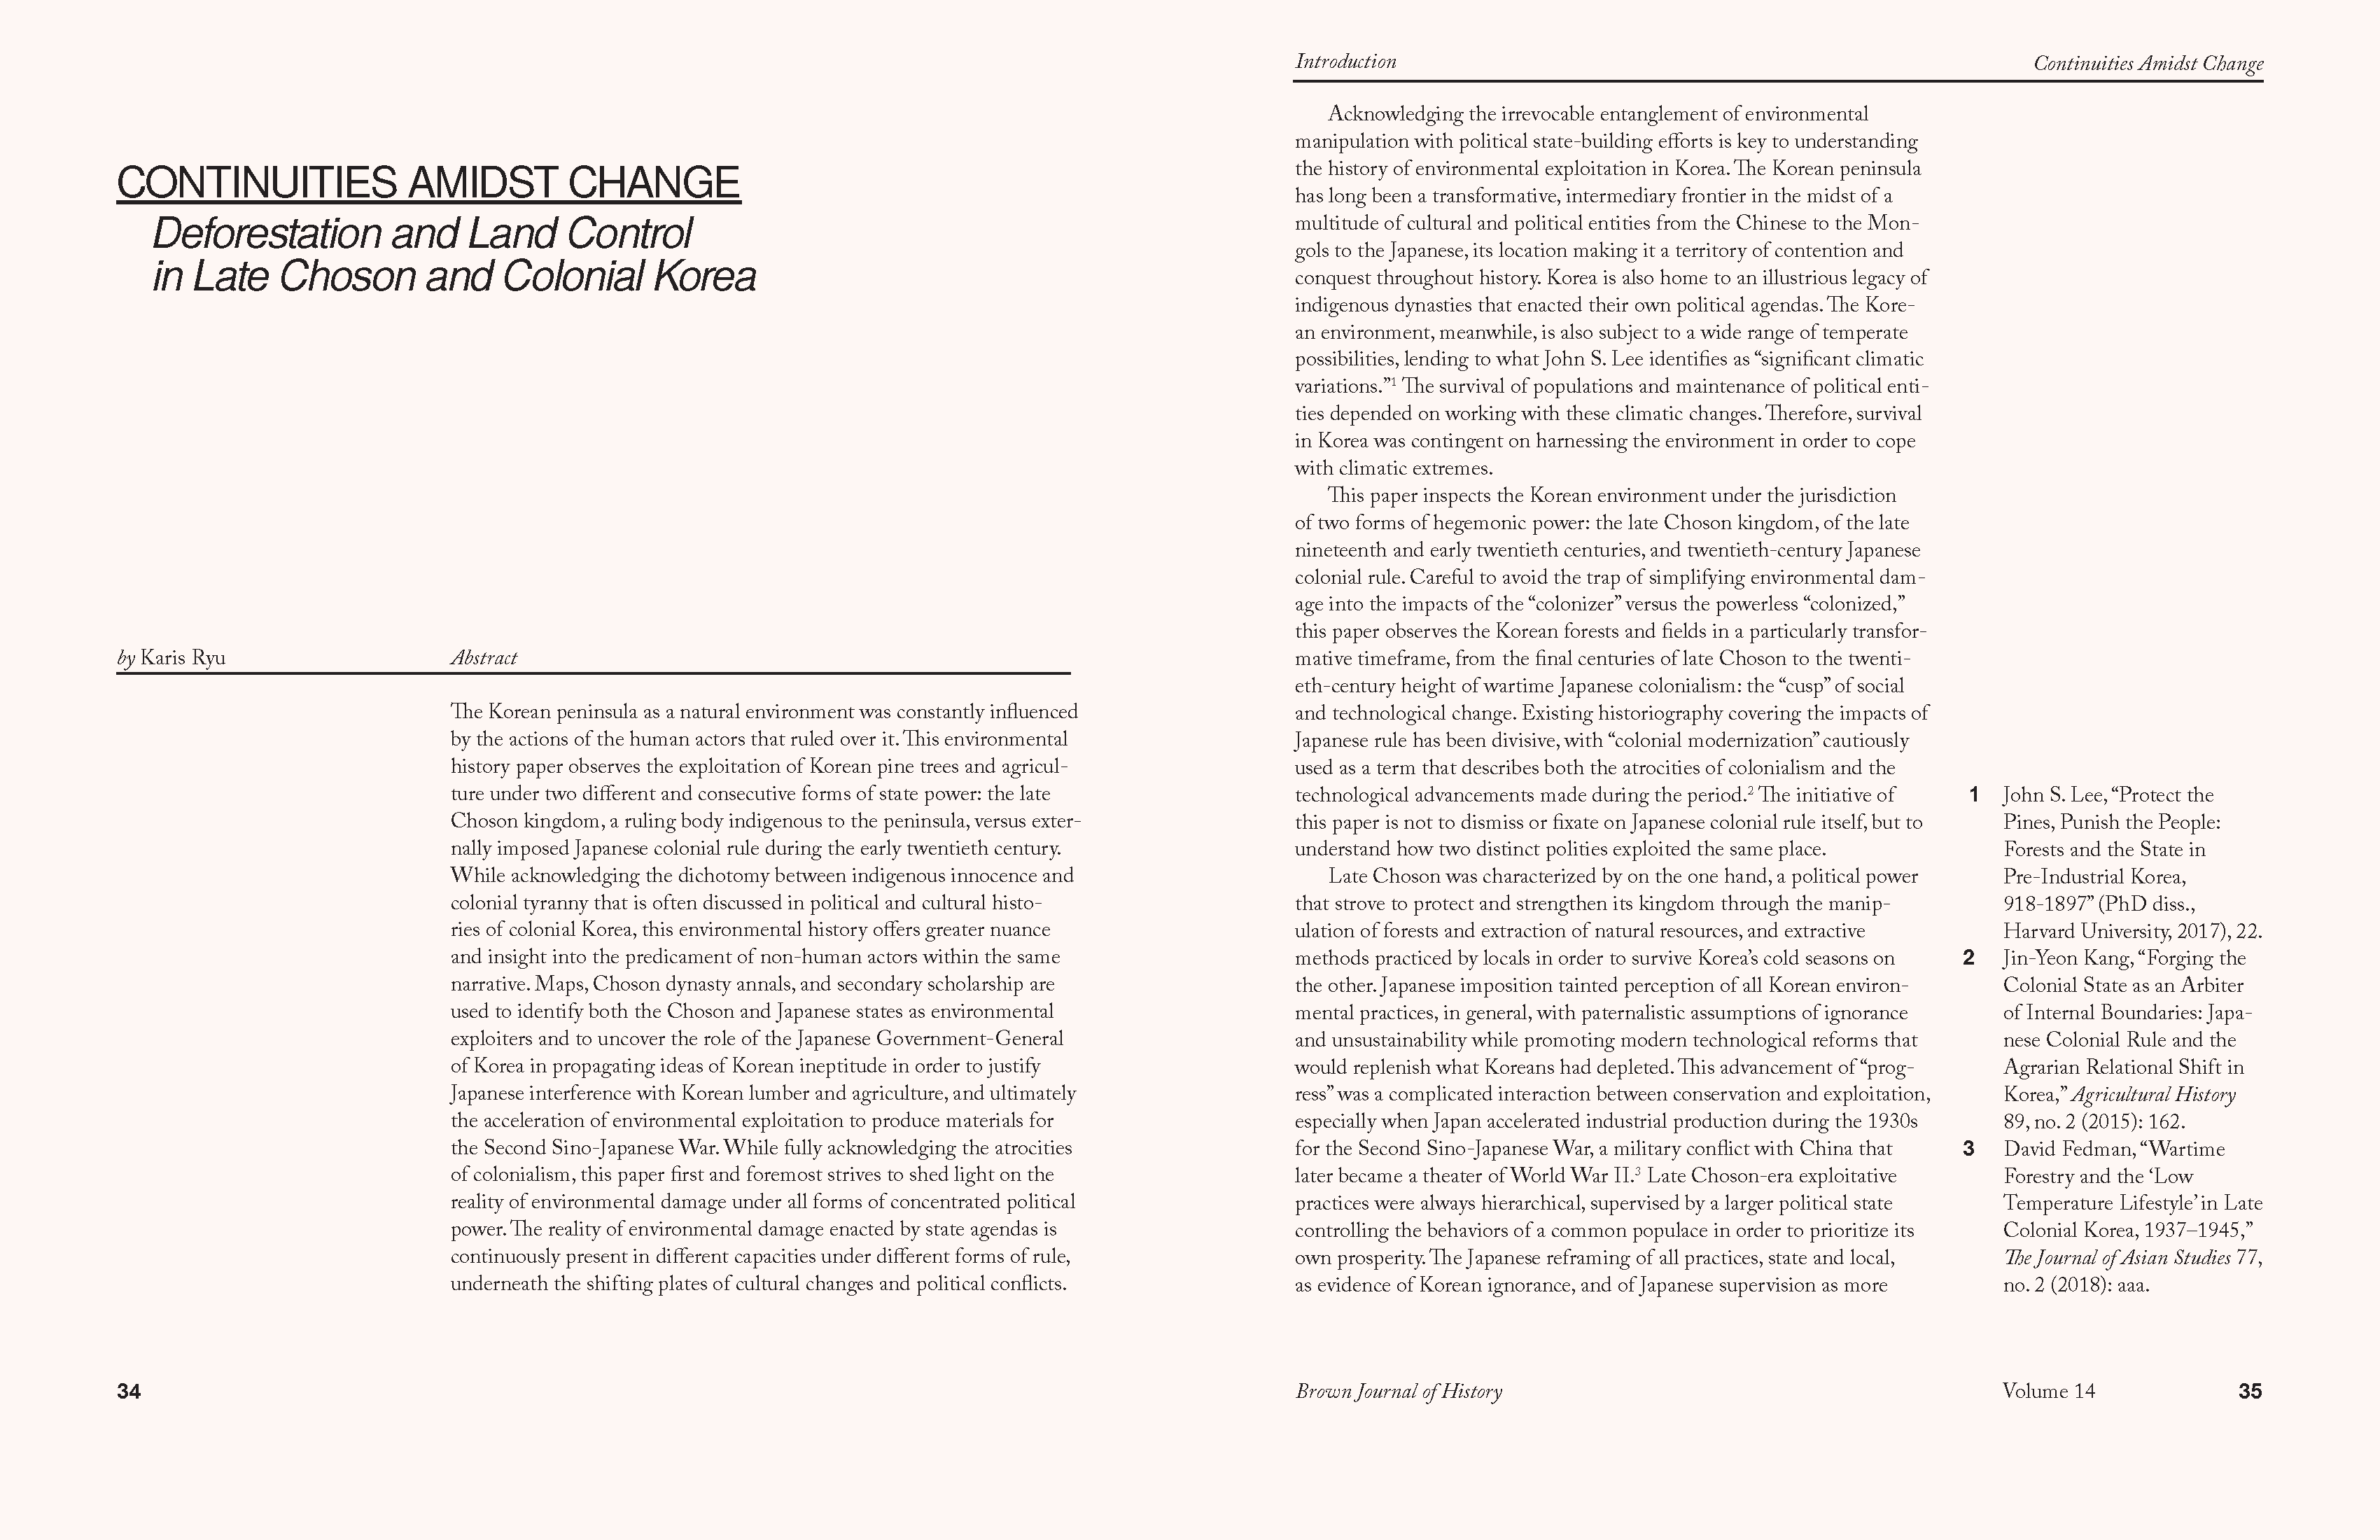 CONTINUITIES AMIDST CHANGE
Deforestation and Land Control
in Late Choson and Colonial Korea
by Karis Ryu
Abstract
The Korean peninsula as a natural environment was constantly influenced
by the actions of the human actors that ruled over it. This environmental
history paper observes the exploitation of Korean pine trees and agricul-
ture under two different and consecutive forms of state power: the late
Choson kingdom, a ruling body indigenous to the peninsula, versus exter-
nally imposed Japanese colonial rule during the early twentieth century.
While acknowledging the dichotomy between indigenous innocence and
colonial tyranny that is often discussed in political and cultural histo-
ries of colonial Korea, this environmental history offers greater nuance
and insight into the predicament of non-human actors within the same
narrative. Maps, Choson dynasty annals, and secondary scholarship are
used to identify both the Choson and Japanese states as environmental
exploiters and to uncover the role of the Japanese Government-General
of Korea in propagating ideas of Korean ineptitude in order to justify
Japanese interference with Korean lumber and agriculture, and ultimately
the acceleration of environmental exploitation to produce materials for
the Second Sino-Japanese War. While fully acknowledging the atrocities
of colonialism, this paper first and foremost strives to shed light on the
reality of environmental damage under all forms of concentrated political
power. The reality of environmental damage enacted by state agendas is
continuously present in different capacities under different forms of rule,
underneath the shifting plates of cultural changes and political conflicts.
34
Introduction
Continuities Amidst Change
Acknowledging the irrevocable entanglement of environmental
manipulation with political state-building efforts is key to understanding
the history of environmental exploitation in Korea. The Korean peninsula
has long been a transformative, intermediary frontier in the midst of a
multitude of cultural and political entities from the Chinese to the Mon-
gols to the Japanese, its location making it a territory of contention and
conquest throughout history. Korea is also home to an illustrious legacy of
indigenous dynasties that enacted their own political agendas. The Kore-
an environment, meanwhile, is also subject to a wide range of temperate
possibilities, lending to what John S. Lee identifies as “significant climatic
variations.”1 The survival of populations and maintenance of political enti-
ties depended on working with these climatic changes. Therefore, survival
in Korea was contingent on harnessing the environment in order to cope
with climatic extremes.
This paper inspects the Korean environment under the jurisdiction
of two forms of hegemonic power: the late Choson kingdom, of the late
nineteenth and early twentieth centuries, and twentieth-century Japanese
colonial rule. Careful to avoid the trap of simplifying environmental dam-
age into the impacts of the “colonizer” versus the powerless “colonized,”
this paper observes the Korean forests and fields in a particularly transfor-
mative timeframe, from the final centuries of late Choson to the twenti-
eth-century height of wartime Japanese colonialism: the “cusp” of social
and technological change. Existing historiography covering the impacts of
Japanese rule has been divisive, with “colonial modernization” cautiously
used as a term that describes both the atrocities of colonialism and the
technological advancements made during the period.2 The initiative of
this paper is not to dismiss or fixate on Japanese colonial rule itself, but to
understand how two distinct polities exploited the same place.
Late Choson was characterized by on the one hand, a political power
that strove to protect and strengthen its kingdom through the manip-
ulation of forests and extraction of natural resources, and extractive
methods practiced by locals in order to survive Korea’s cold seasons on
the other. Japanese imposition tainted perception of all Korean environ-
mental practices, in general, with paternalistic assumptions of ignorance
and unsustainability while promoting modern technological reforms that
would replenish what Koreans had depleted. This advancement of “prog-
ress” was a complicated interaction between conservation and exploitation,
especially when Japan accelerated industrial production during the 1930s
for the Second Sino-Japanese War, a military conflict with China that
later became a theater of World War II.3 Late Choson-era exploitative
practices were always hierarchical, supervised by a larger political state
controlling the behaviors of a common populace in order to prioritize its
own prosperity. The Japanese reframing of all practices, state and local,
as evidence of Korean ignorance, and of Japanese supervision as more
1 John S. Lee, “Protect the
Pines, Punish the People:
Forests and the State in
Pre-Industrial Korea,
918-1897” (PhD diss.,
Harvard University, 2017), 22.
2 Jin-Yeon Kang, “Forging the
Colonial State as an Arbiter
of Internal Boundaries: Japa-
nese Colonial Rule and the
Agrarian Relational Shift in
Korea,” Agricultural History
89, no. 2 (2015): 162.
3 David Fedman, “Wartime
Forestry and the ‘Low
Temperature Lifestyle’ in Late
Colonial Korea, 1937–1945,”
The Journal of Asian Studies 77,
no. 2 (2018): aaa.
Brown Journal of History
Volume 14
35